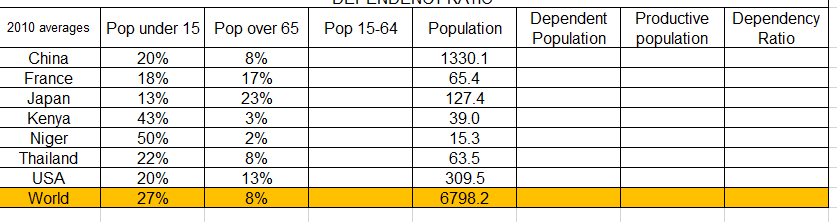 DEPENDENCY RATIO
2010 averages Pop under 15 Pop over 65 Pop 15-64 Population Dependent Population Productive population Dependency Ratio
China 20% 8% 1330.1
France 18% 17% 65.4
Japan 13% 23% 127.4
Kenya 43% 3% 39.0
Niger 50% 2% 15.3
Thailand 22% 8% 63.5
USA 20% 13% 309.5
World 27% 8% 6798.2